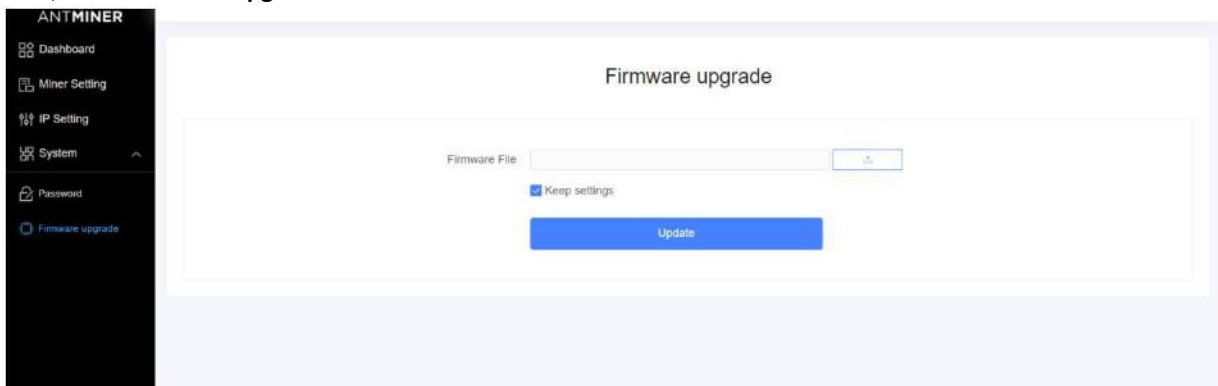 ANTMINER
Dashboard
Miner Setting
IP Setting
System
Password
Firmware upgrade
Firmware upgrade
Firmware File
Keep settings
Update